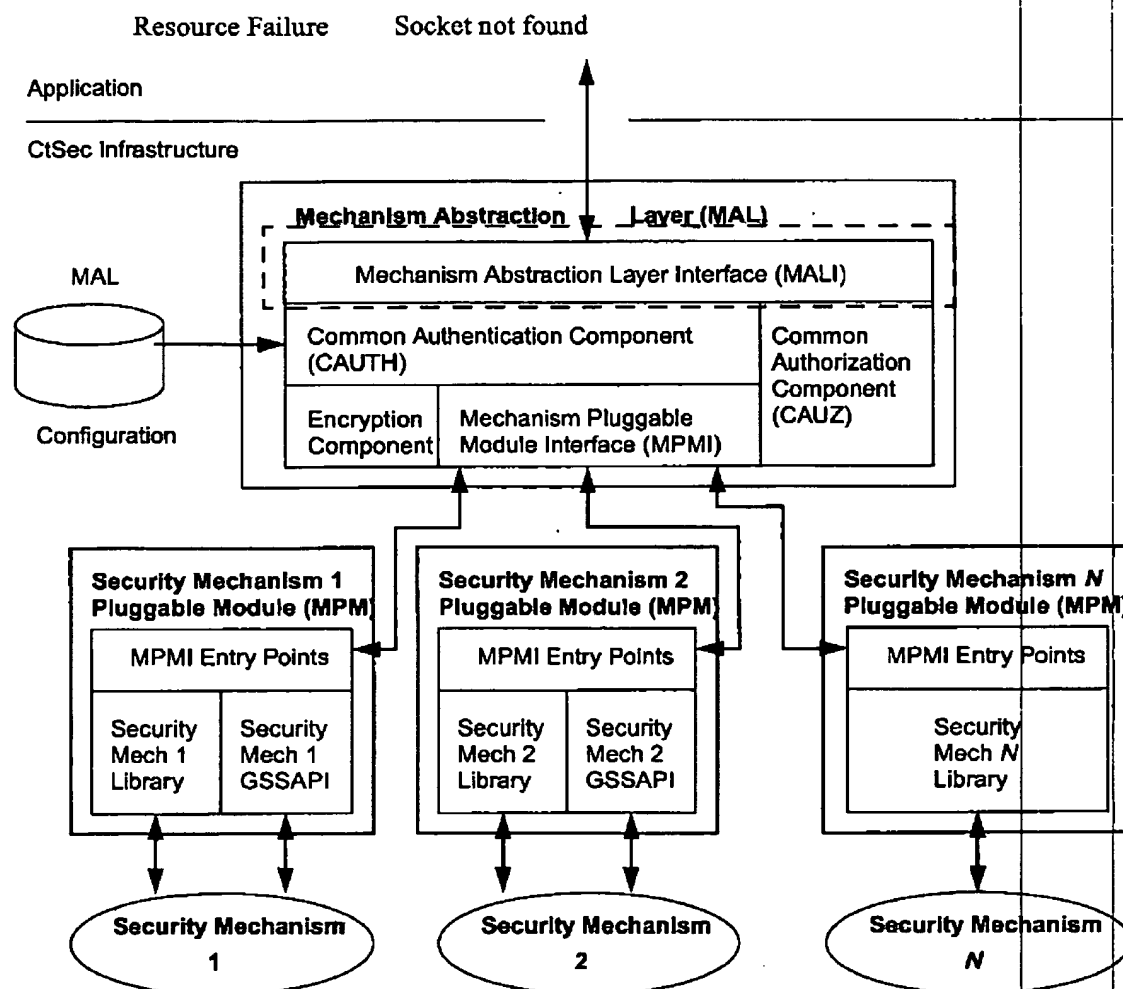 Resource Failure Socket not found
Application
CtSec Infrastructure
Mechanism Abstraction Layer (MAL)
Mechanism Abstraction Layer Interface (MALI)
MAL
Configuration
Common Authentication Component
(CAUTH)
Common
Authorization
Component
(CAUZ)
Encryption
Component
Mechanism Pluggable
Module Interface (MPMI)
Security Mechanism 1
Pluggable Module (MPM)
MPMI Entry Points
Security
Mech 1
Library
Security
Mech 1
GSSAPI
Security Mechanism 2
Pluggable Module (MPM)
MPMI Entry Points
Security
Mech 2
Library
Security
Mech 2
GSSAPI
Security Mechanism N
Pluggable Module (MPM)
MPMI Entry Points
Security
Mech N
Library
Security Mechanism
1
Security Mechanism
2
Security Mechanism
N